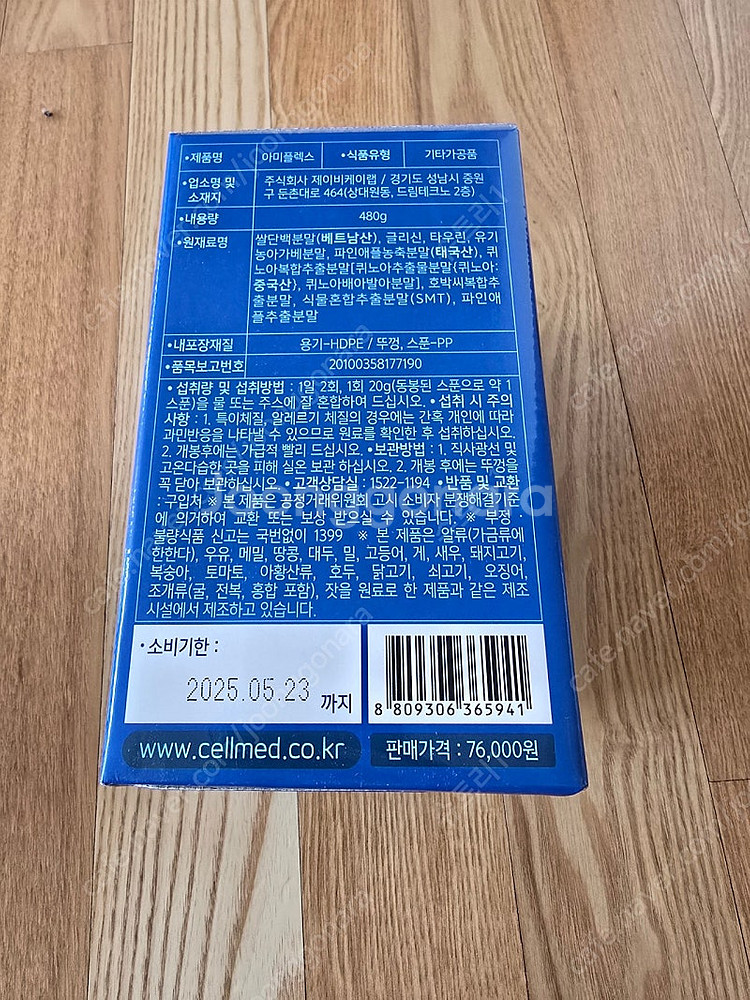 •제품명 아미플렉스 •식품유형 기타가공품
•업소명 및 소재지 주식회사 제이비케이랩 / 경기도 성남시 중원
구 둔촌대로 464(상대원동, 드림테크노 2층)
•내용량 480g
•원재료명 쌀단백분말(베트남산), 글리신, 타우린, 유기
농아가베분말, 파인애플농축분말(태국산), 퀴
노아복합추출분말[퀴노아추출물분말{퀴노아:
중국산}, 퀴노아배아발아분말], 호박씨복합추
출분말, 식물혼합추출분말(SMT), 파인애
플추출분말
•내포장재질 용기-HDPE / 뚜껑, 스푼-PP
•품목보고번호 20100358177190
• 섭취량 및 섭취방법 : 1일 2회, 1회 20g(동봉된 스푼으로 약 1
스푼)을 물 또는 주스에 잘 혼합하여 드십시오. • 섭취 시 주의
사항 : 1. 특이체질, 알레르기 체질의 경우에는 간혹 개인에 따라
과민반응을 나타낼 수 있으므로 원료를 확인한 후 섭취하십시오.
2. 개봉후에는 가급적 빨리 드십시오. •보관방법 : 1. 직사광선 및
고온다습한 곳을 피해 실온 보관 하십시오. 2. 개봉 후에는 뚜껑을
꼭 닫아 보관하십시오. •고객상담실 : 1522-1194 • 반품 및 교환
: 구입처 ※ 본 제품은 공정거래위원회 고시 소비자 분쟁해결기준
에 의거하여 교환 또는 보상 받으실 수 있습니다. ※ 부정·
불량식품 신고는 국번없이 1399 ※ 본 제품은 알류(가금류에
한한다), 우유, 메밀, 땅콩, 대두, 밀, 고등어, 게, 새우, 돼지고기,
복숭아, 토마토, 아황산류, 호두, 닭고기, 쇠고기, 오징어,
조개류(굴, 전복, 홍합 포함), 잣을 원료로 한 제품과 같은 제조
시설에서 제조하고 있습니다.
•소비기한 :
2025.05.23 까지
8 809306 365941
www.cellmed.co.kr
판매가격 : 76,000원
joonggonara